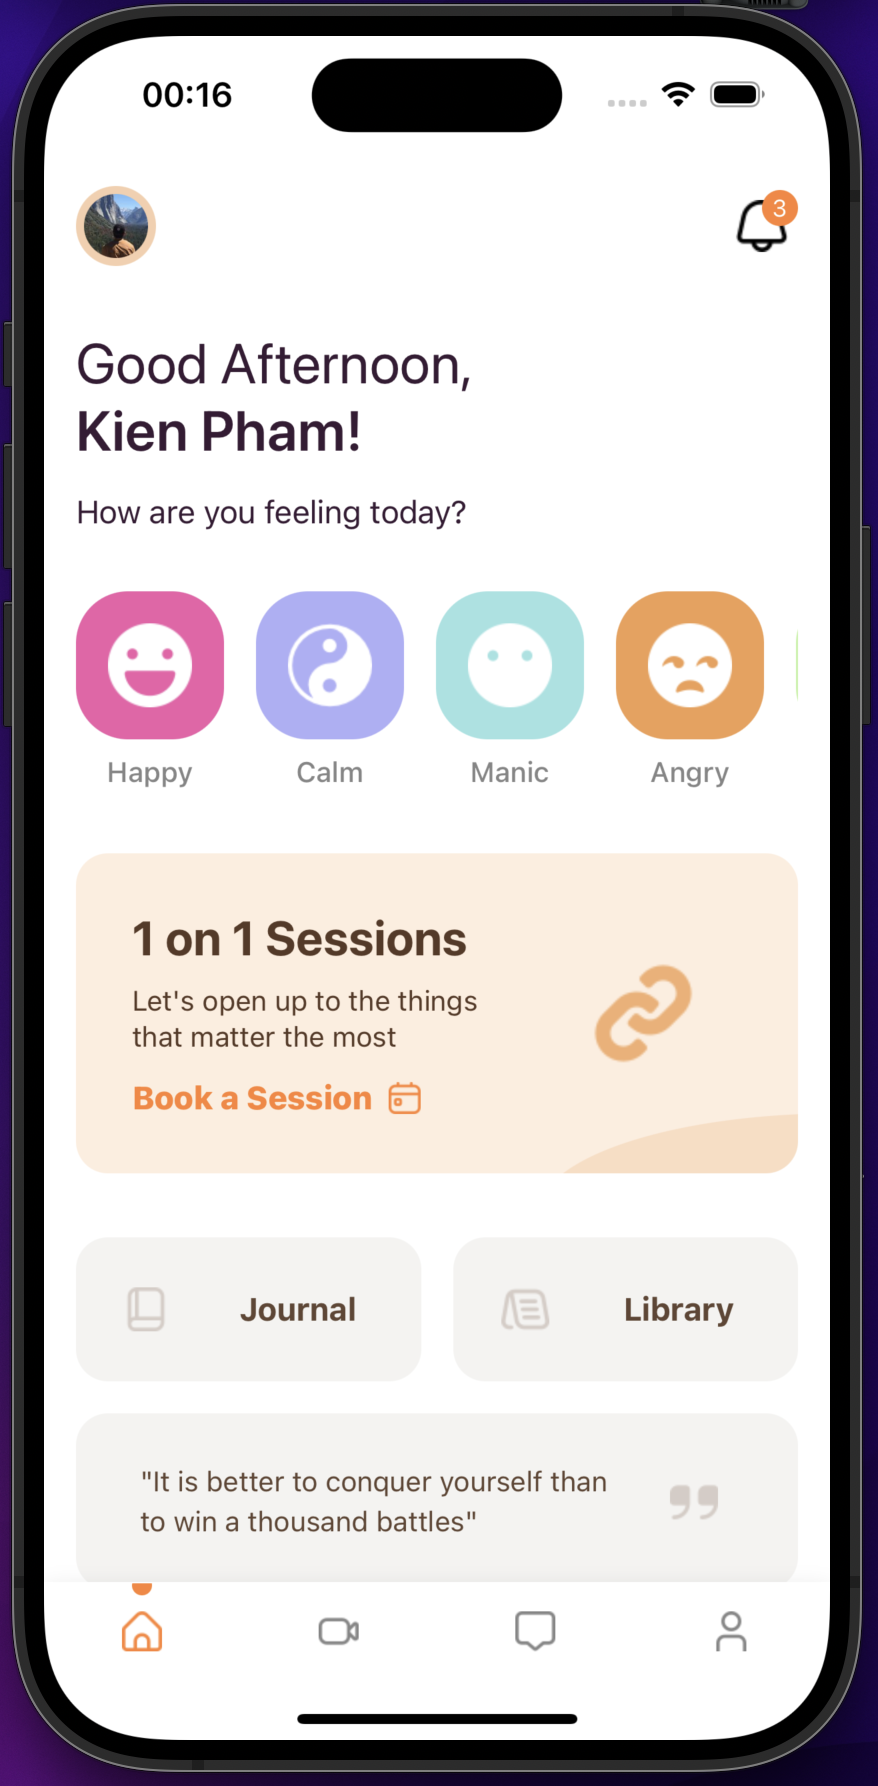 00:16
3
Good Afternoon,
Kien Pham!
How are you feeling today?
Happy
Calm
Manic
Angry
1 on 1 Sessions
Let's open up to the things
that matter the most
Book a Session
Journal
Library
"It is better to conquer yourself than
to win a thousand battles"